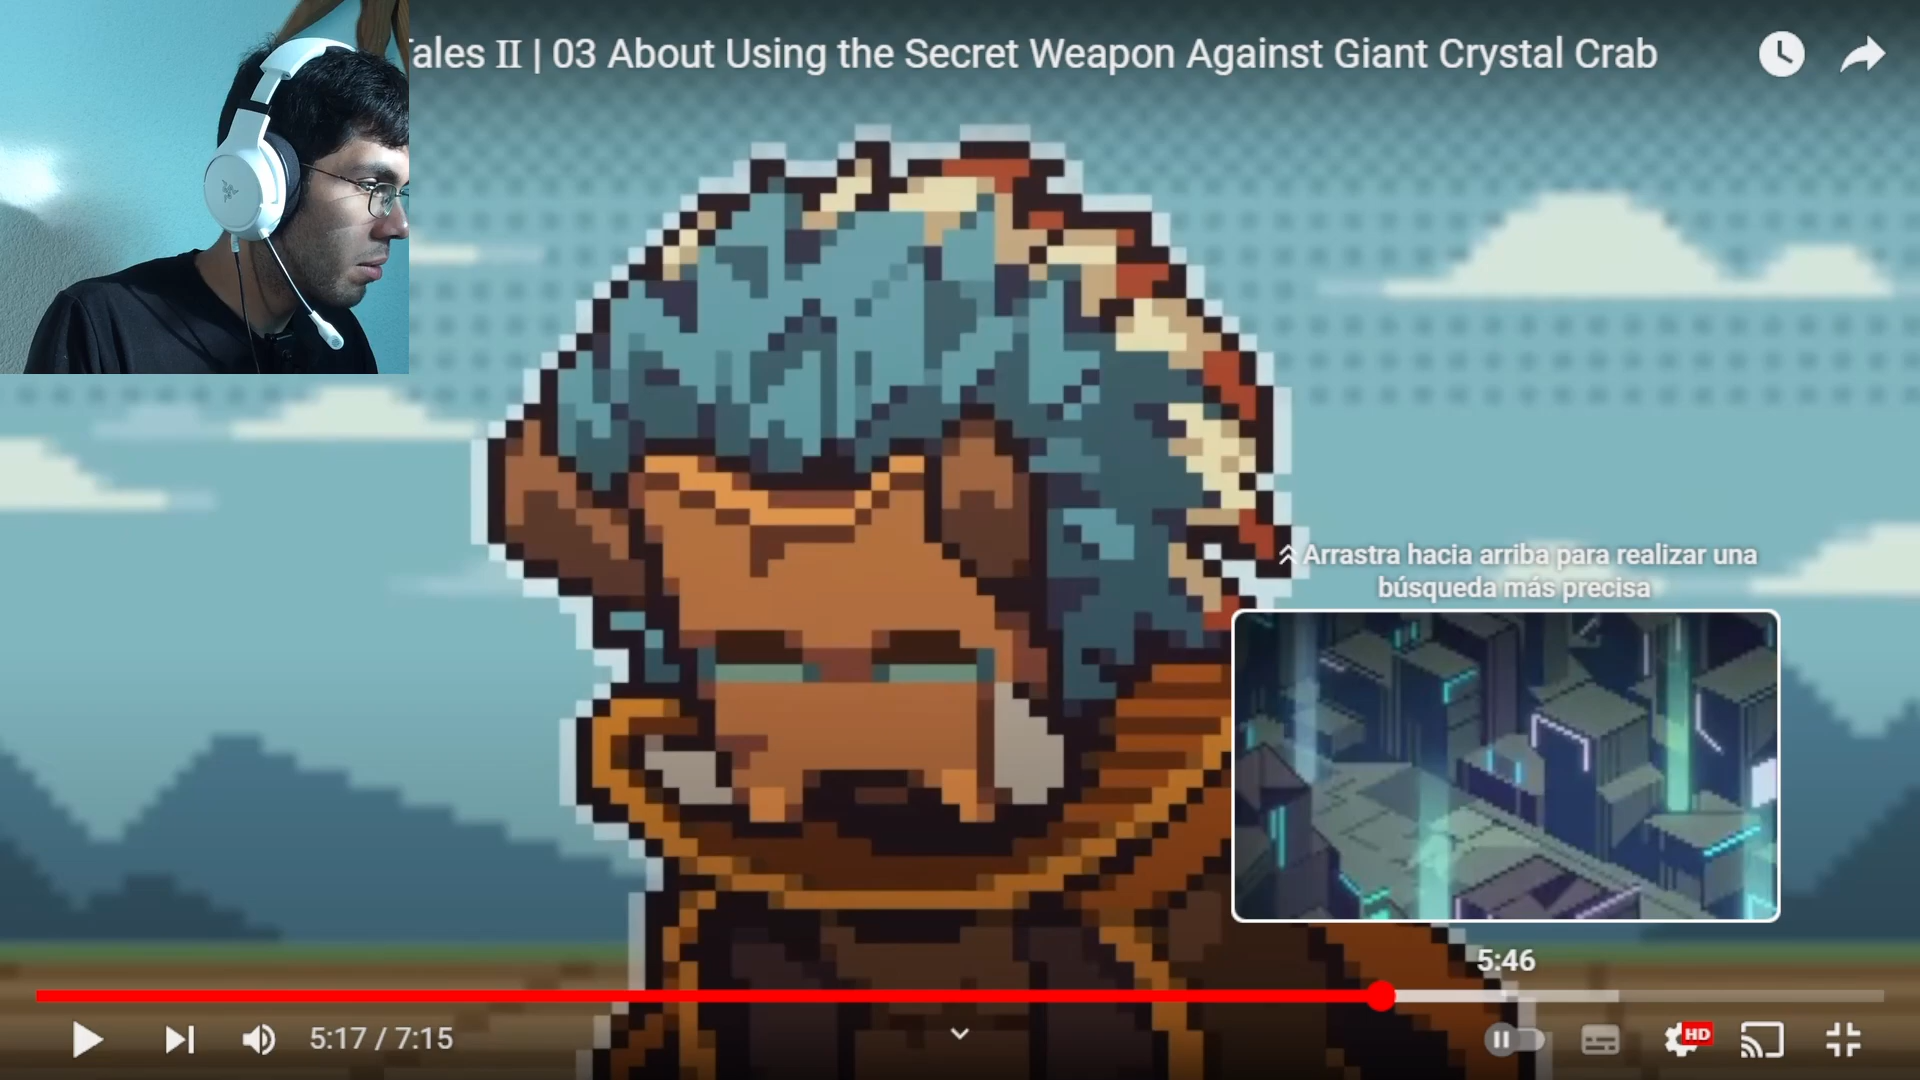 ales II | 03 About Using the Secret Weapon Against Giant Crystal Crab
Arrastra hacia arriba para realizar una
búsqueda más precisa
5:46
5:17 / 7:15
HD